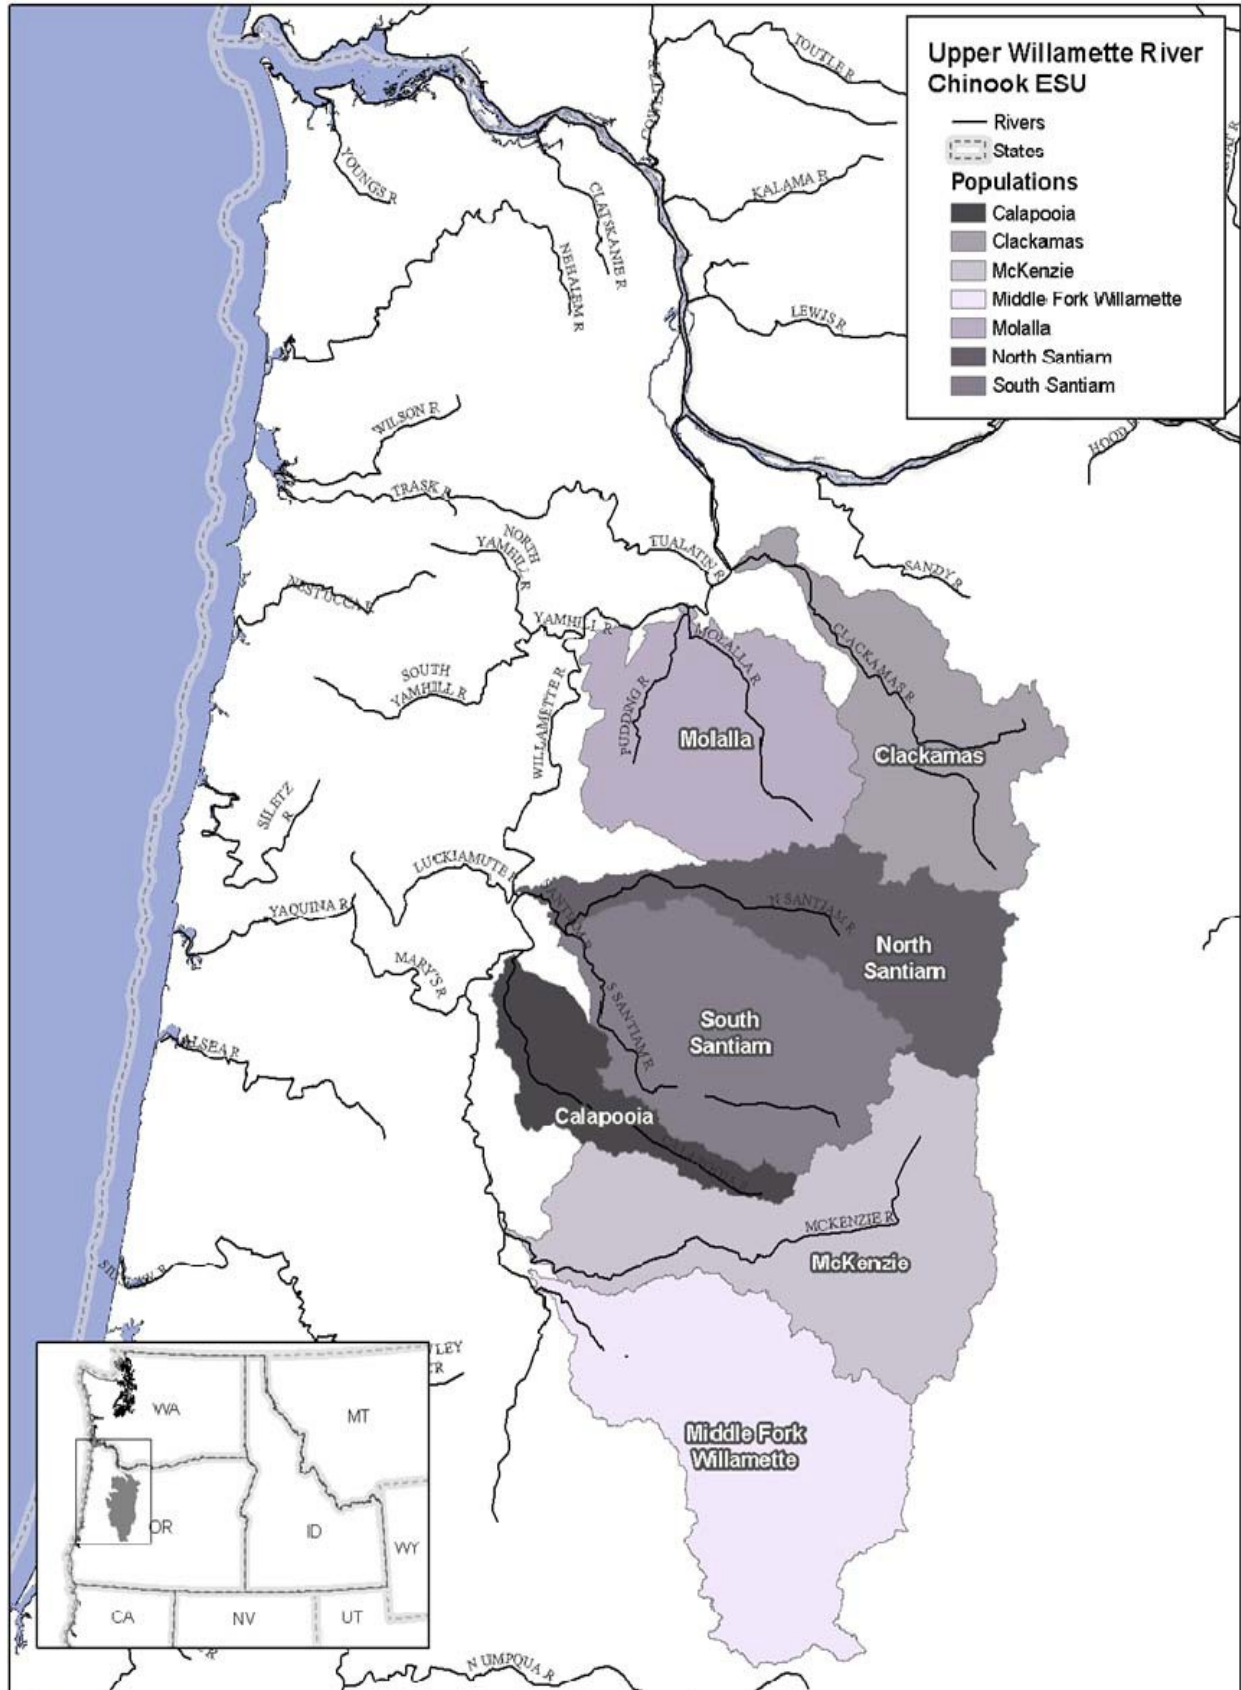 Upper Willamette River
Chinook ESU
Rivers
States
Populations
Calapooia
Clackamas
McKenzie
Middle Fork Willamette
Molalla
North Santiam
South Santiam
TOUTLE R
YOUNGS R
CLATSKANIE R
NEHALEM R
KALAMA R
LEWIS R
WILSON R
HOOD R
TRASK R
NORTH
YAMHILL R
TUALATIN R
SANDY R
NESTUCCA R
YAMHILL R
MOLALLA R
CLACKAMAS R
SOUTH
YAMHILL R
WILLAMETTE R
PUDDING R
Molalla
Clackamas
SILETZ
R
LUCKIAMUTE R
SANTIAM R
N SANTIAM R
YAQUINA R
MARY'S R
North
Santiam
S SANTIAM R
South
Santiam
ALSEA R
Calapooia
MCKENZIE R
McKenzie
Middle Fork
Willamette
WA
MT
OR
ID
WY
CA
NV
UT
N UMPQUA R